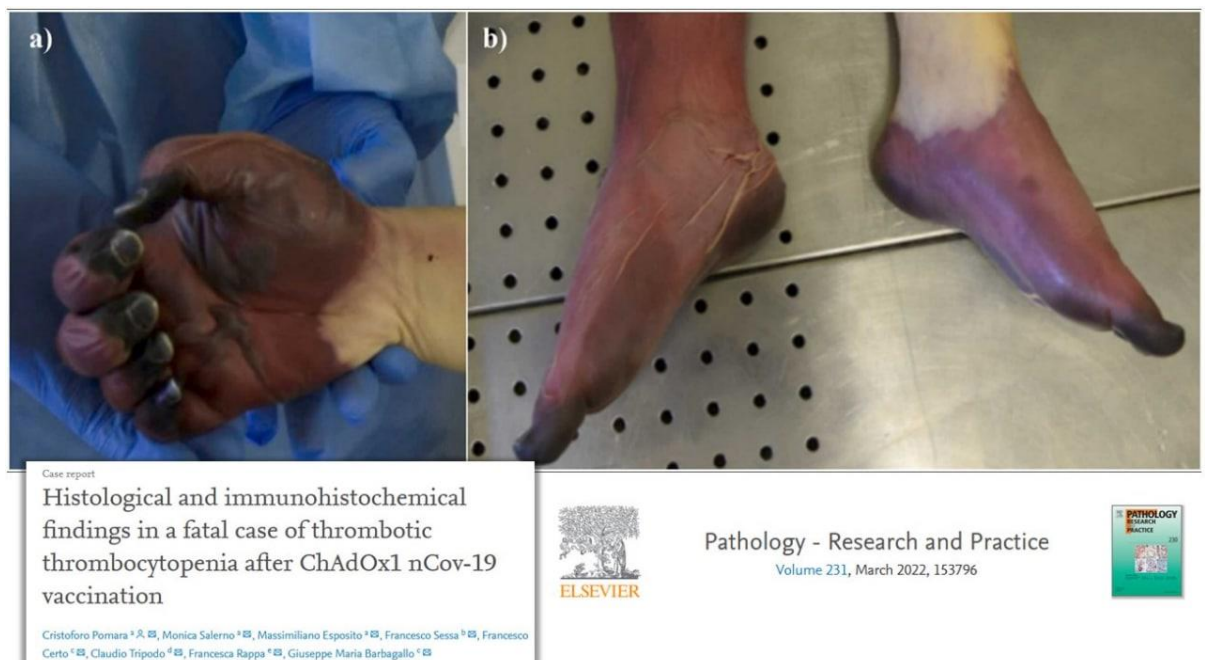 a)
b)
Case report
Histological and immunohistochemical
findings in a fatal case of thrombotic
thrombocytopenia after ChAdOx1 nCov-19
vaccination
Cristoforo Pomara a, Monica Salerno a, Massimiliano Esposito a, Francesco Sessa b, Francesco
Certo c, Claudio Tripodo d, Francesca Rappa e, Giuseppe Maria Barbagallo c
ELSEVIER
Pathology - Research and Practice
Volume 231, March 2022, 153796
PATHOLOGY
RESEARCH
PRACTICE